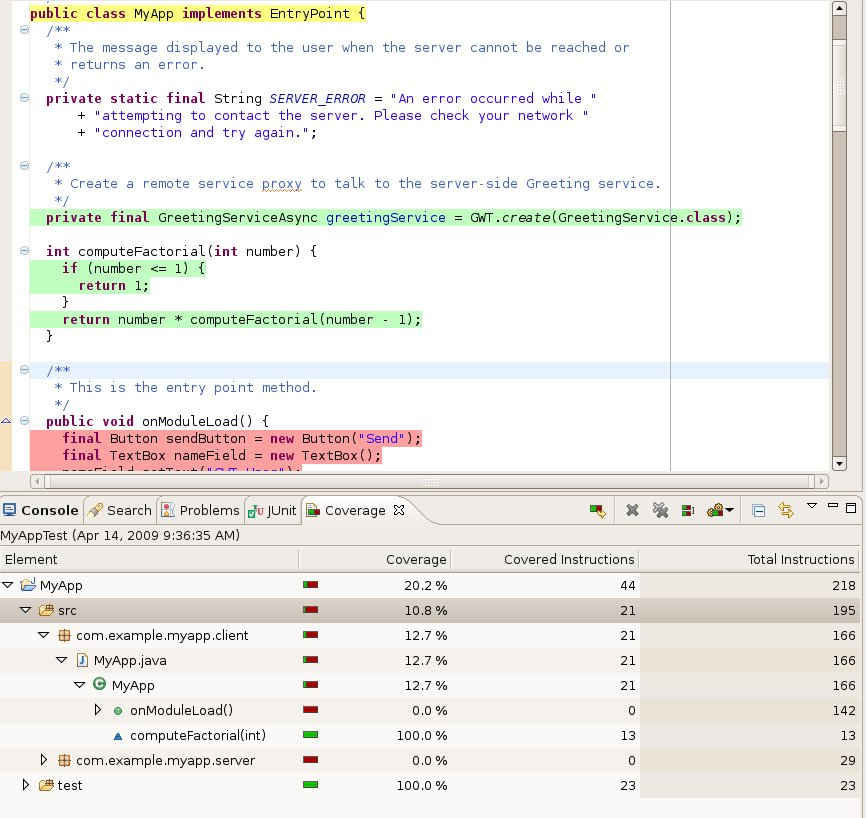 public class MyApp implements EntryPoint {
/**
* The message displayed to the user when the server cannot be reached or
* returns an error.
*/
private static final String SERVER_ERROR = "An error occurred while "
+ "attempting to contact the server. Please check your network "
+ "connection and try again.";
/**
* Create a remote service proxy to talk to the server-side Greeting service.
*/
private final GreetingServiceAsync greetingService = GWT.create(GreetingService.class);
int computeFactorial(int number) {
if (number <= 1) {
return 1;
}
return number * computeFactorial(number - 1);
}
/**
* This is the entry point method.
*/
public void onModuleLoad() {
final Button sendButton = new Button("Send");
final TextBox nameField = new TextBox();
nameField.setText("GWT User");
Console Search Problems JUnit Coverage
MyAppTest (Apr 14, 2009 9:36:35 AM)
Element Coverage Covered Instructions Total Instructions
MyApp 20.2 % 44 218
src 10.8 % 21 195
com.example.myapp.client 12.7 % 21 166
MyApp.java 12.7 % 21 166
MyApp 12.7 % 21 166
onModuleLoad() 0.0 % 0 142
computeFactorial(int) 100.0 % 13 13
com.example.myapp.server 0.0 % 0 29
test 100.0 % 23 23